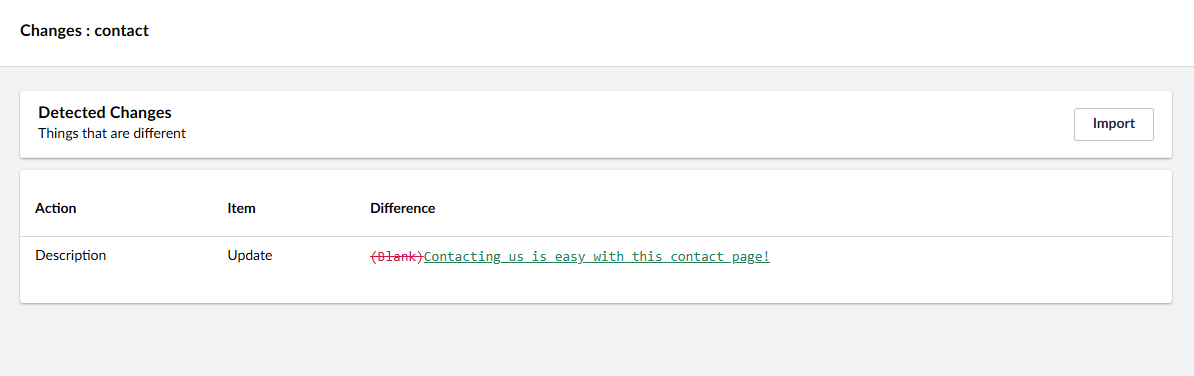 Changes : contact
Detected Changes
Things that are different
Import
Action Item Difference
Description Update (Blank)Contacting us is easy with this contact page!